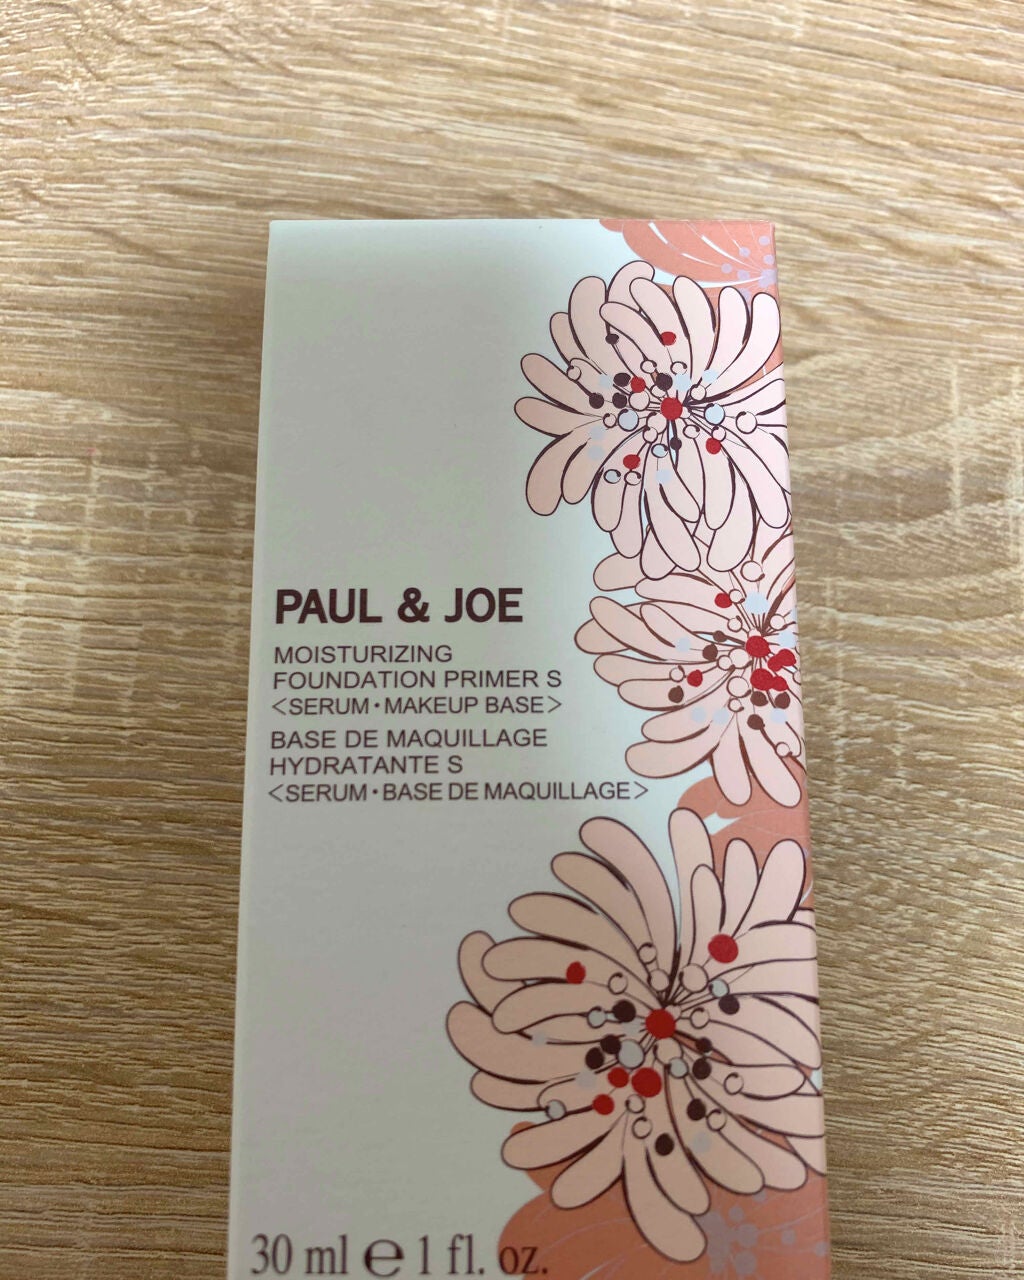 PAUL & JOE
MOISTURIZING
FOUNDATION PRIMER S
<SERUM・MAKEUP BASE>
BASE DE MAQUILLAGE
HYDRATANTE S
<SERUM・BASE DE MAQUILLAGE>
30 ml ℮ 1 fl. oz.